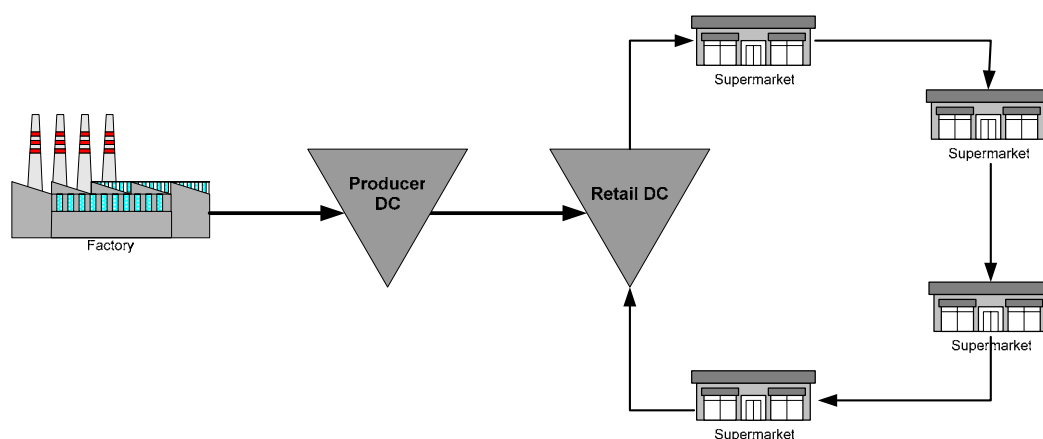 Supermarket
Supermarket
Producer
DC
Retail DC
Factory
Supermarket
Supermarket